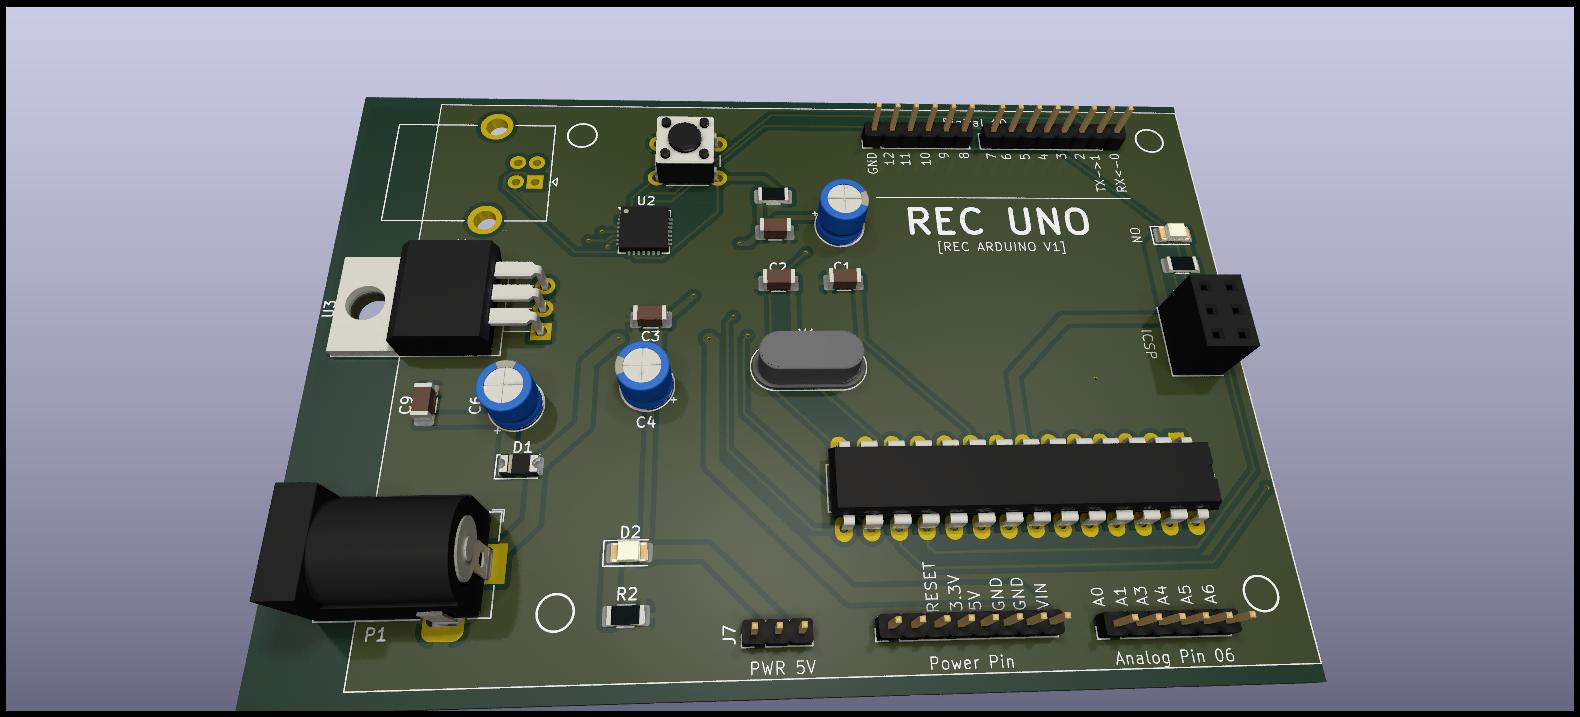 U2
GND
12
11
10
9
8
7
6
5
4
3
2
TX->1
RX<-0
REC UNO
[REC ARDUINO V1]
ON
C2
C1
U3
C3
ICSP
C9
C6
C4
D1
D2
R2
P1
RESET
3.3V
5V
GND
GND
VIN
A0
A1
A3
A4
A5
A6
J7
PWR 5V
Power Pin
Analog Pin 06